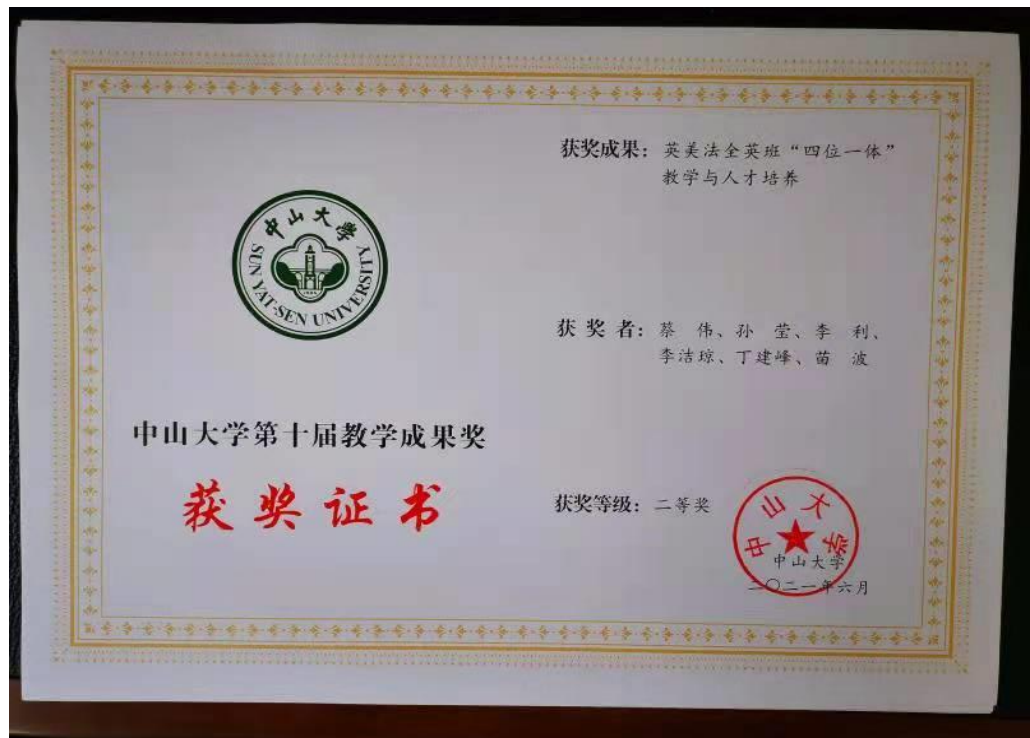 中山大学
SUN YAT-SEN UNIVERSITY
中山大学第十届教学成果奖
获奖证书
获奖成果：英美法全英班“四位一体”
教学与人才培养
获奖者：蔡伟、孙莹、李利、
李洁琼、丁建峰、苗波
获奖等级：二等奖
中山大学
中山大学
二〇二一年六月